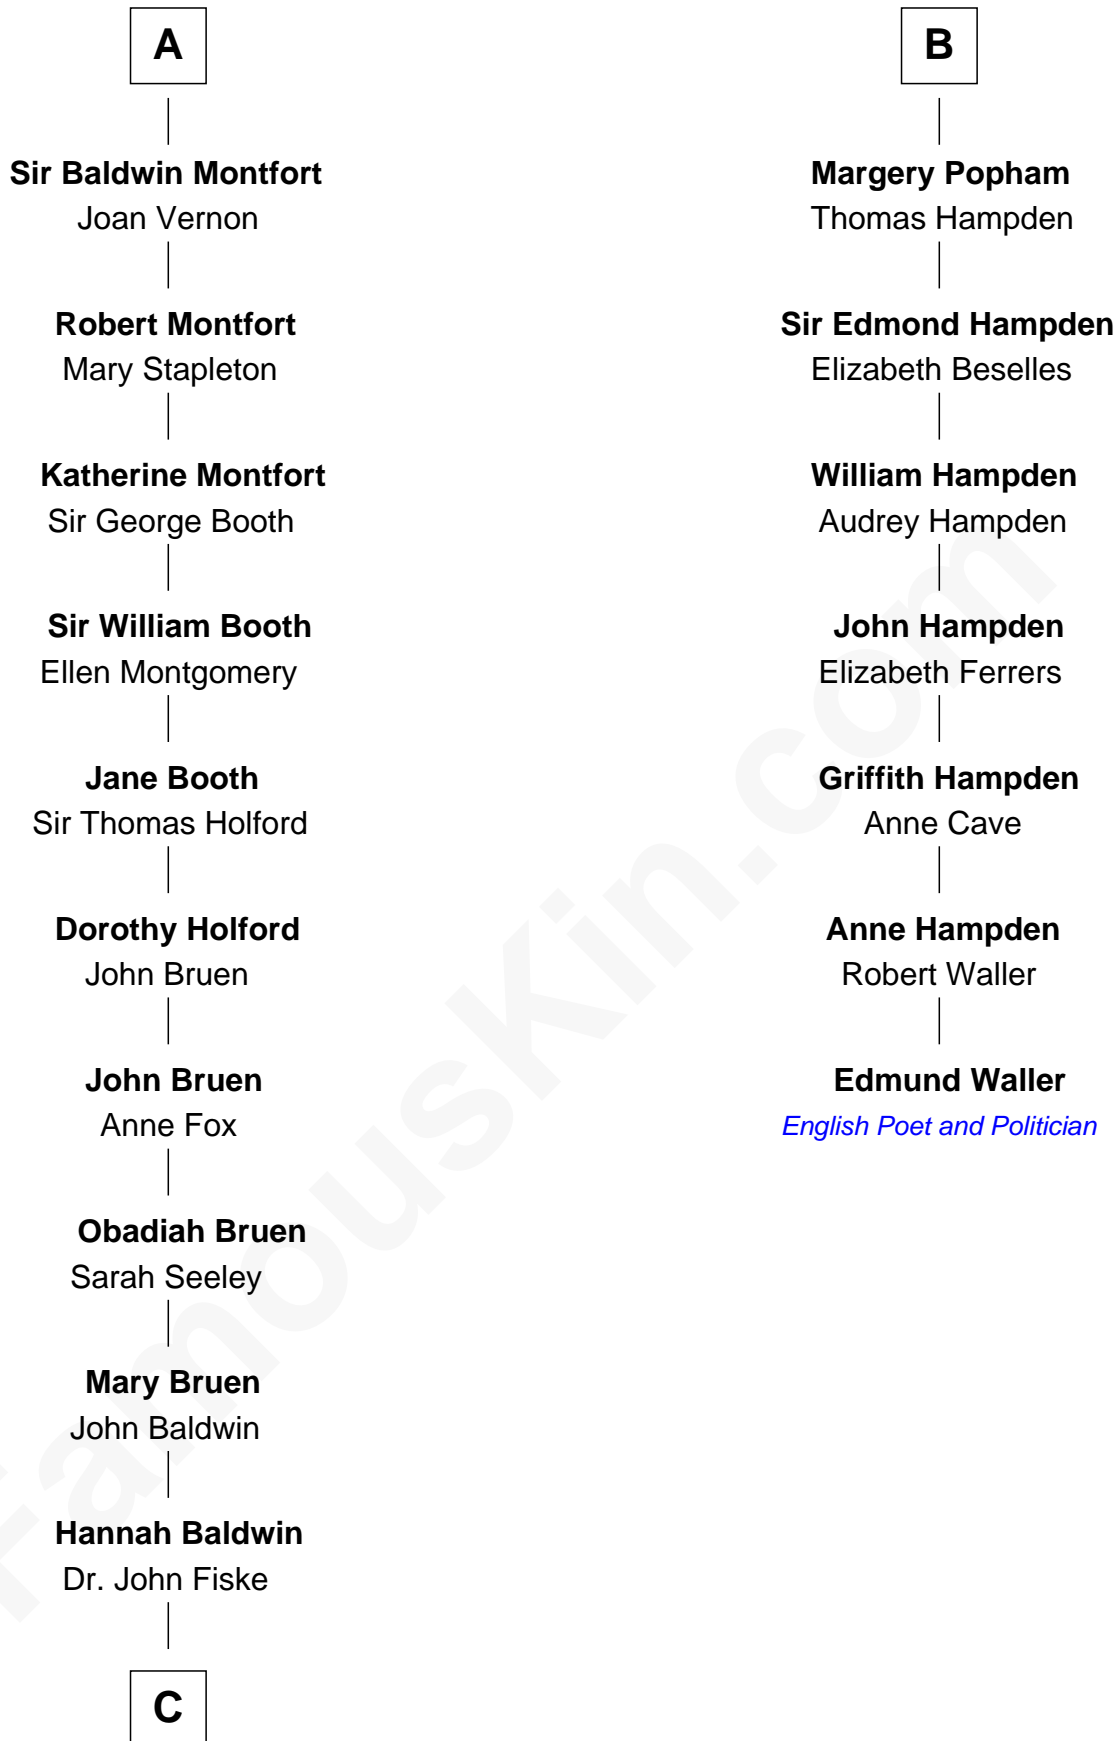 A
Sir Baldwin Montfort
Joan Vernon
Robert Montfort
Mary Stapleton
Katherine Montfort
Sir George Booth
Sir William Booth
Ellen Montgomery
Jane Booth
Sir Thomas Holford
Dorothy Holford
John Bruen
John Bruen
Anne Fox
Obadiah Bruen
Sarah Seeley
Mary Bruen
John Baldwin
Hannah Baldwin
Dr. John Fiske
C
B
Margery Popham
Thomas Hampden
Sir Edmond Hampden
Elizabeth Beselles
William Hampden
Audrey Hampden
John Hampden
Elizabeth Ferrers
Griffith Hampden
Anne Cave
Anne Hampden
Robert Waller
Edmund Waller
English Poet and Politician
FamousKin.com